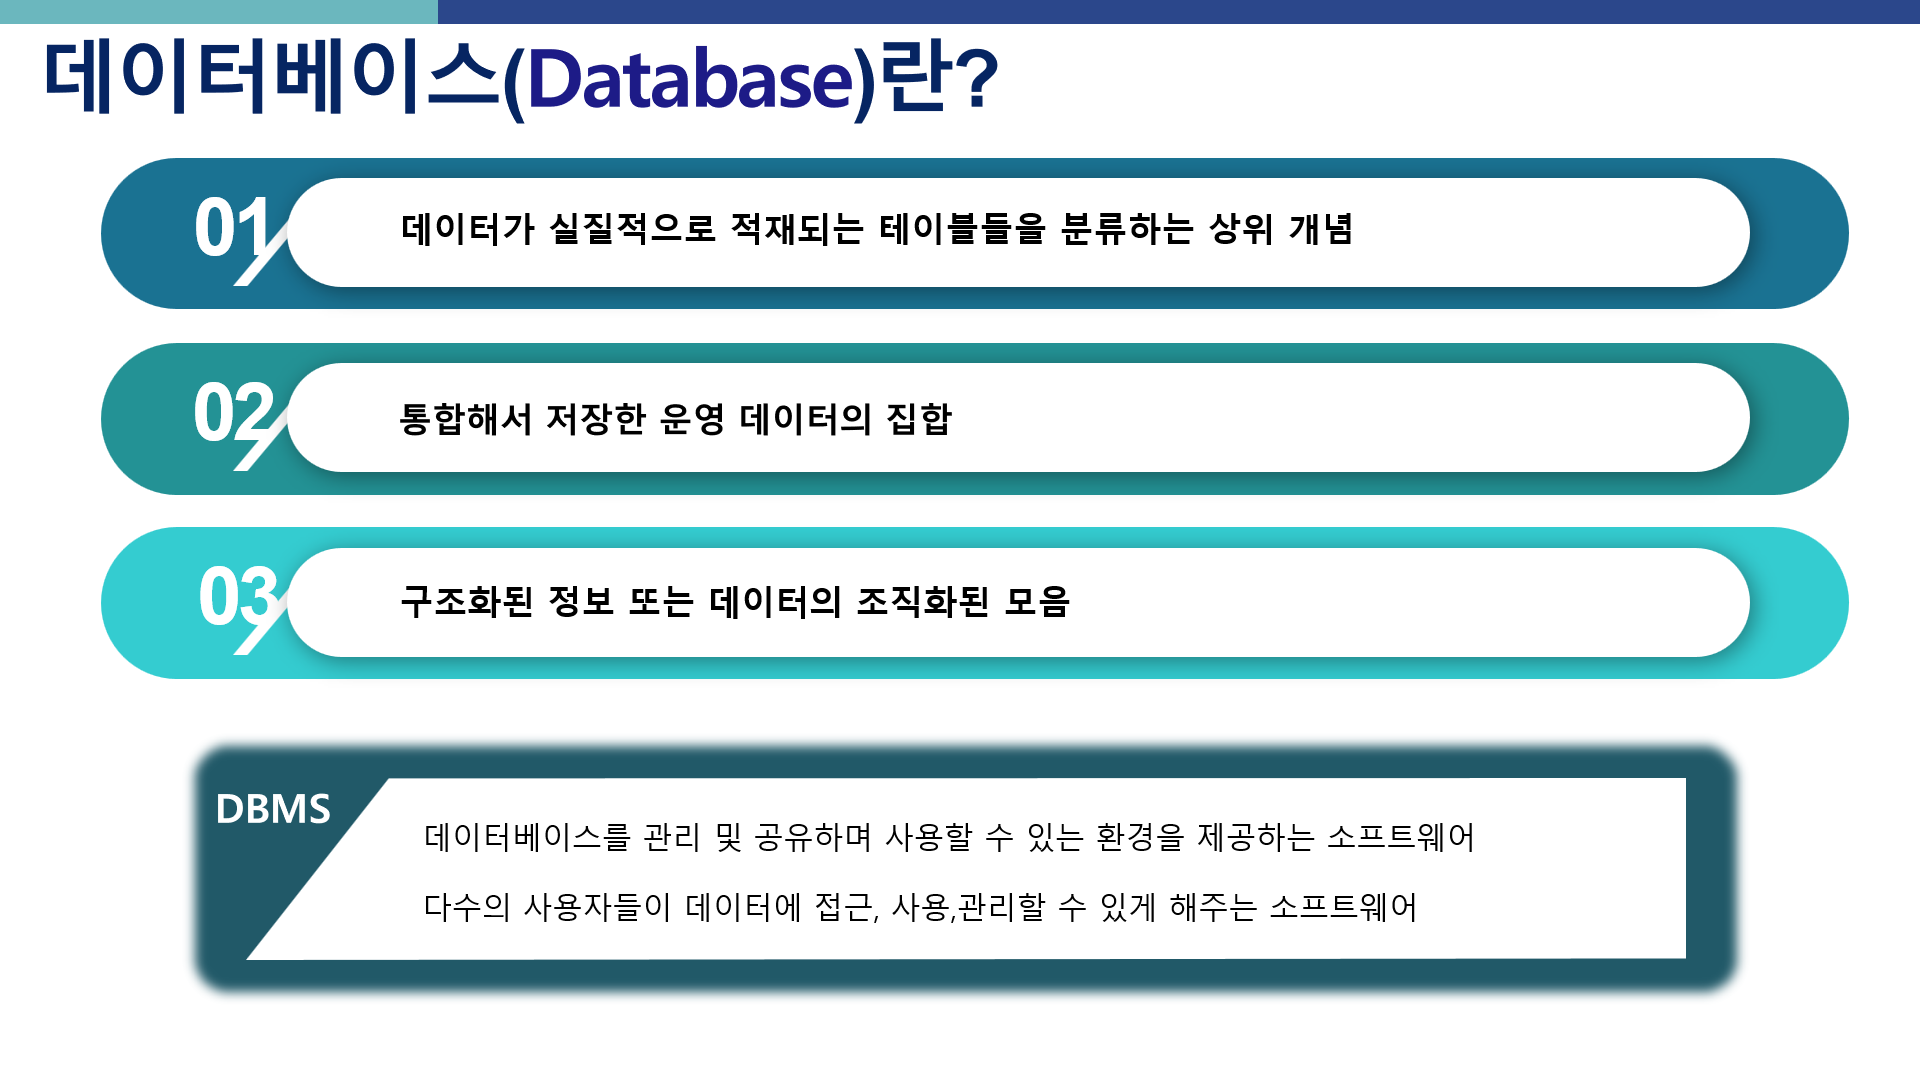 데이터베이스(Database)란?
01
데이터가 실질적으로 적재되는 테이블들을 분류하는 상위 개념
02
통합해서 저장한 운영 데이터의 집합
03
구조화된 정보 또는 데이터의 조직화된 모음
DBMS
데이터베이스를 관리 및 공유하며 사용할 수 있는 환경을 제공하는 소프트웨어
다수의 사용자들이 데이터에 접근, 사용,관리할 수 있게 해주는 소프트웨어